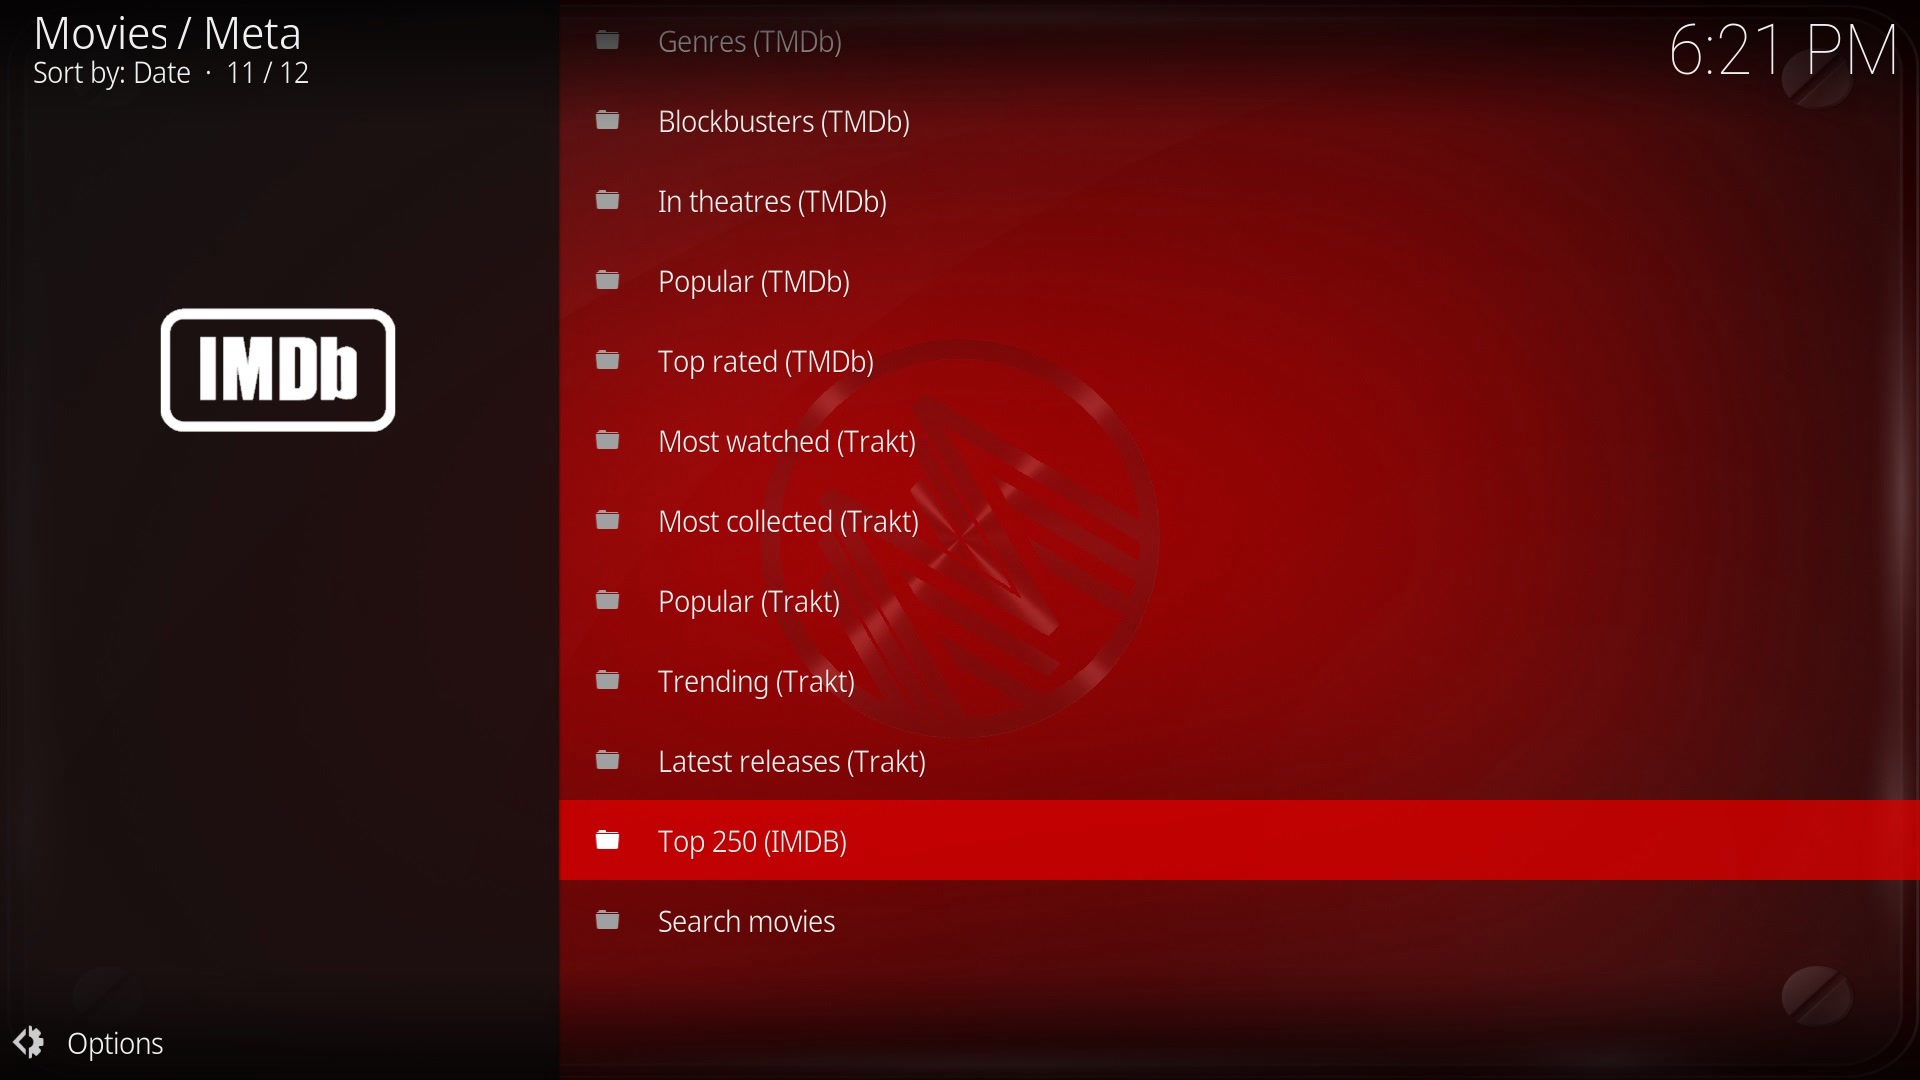 Movies / Meta
Sort by: Date · 11 / 12
6:21 PM
IMDb
Genres (TMDb)
Blockbusters (TMDb)
In theatres (TMDb)
Popular (TMDb)
Top rated (TMDb)
Most watched (Trakt)
Most collected (Trakt)
Popular (Trakt)
Trending (Trakt)
Latest releases (Trakt)
Top 250 (IMDB)
Search movies
Options